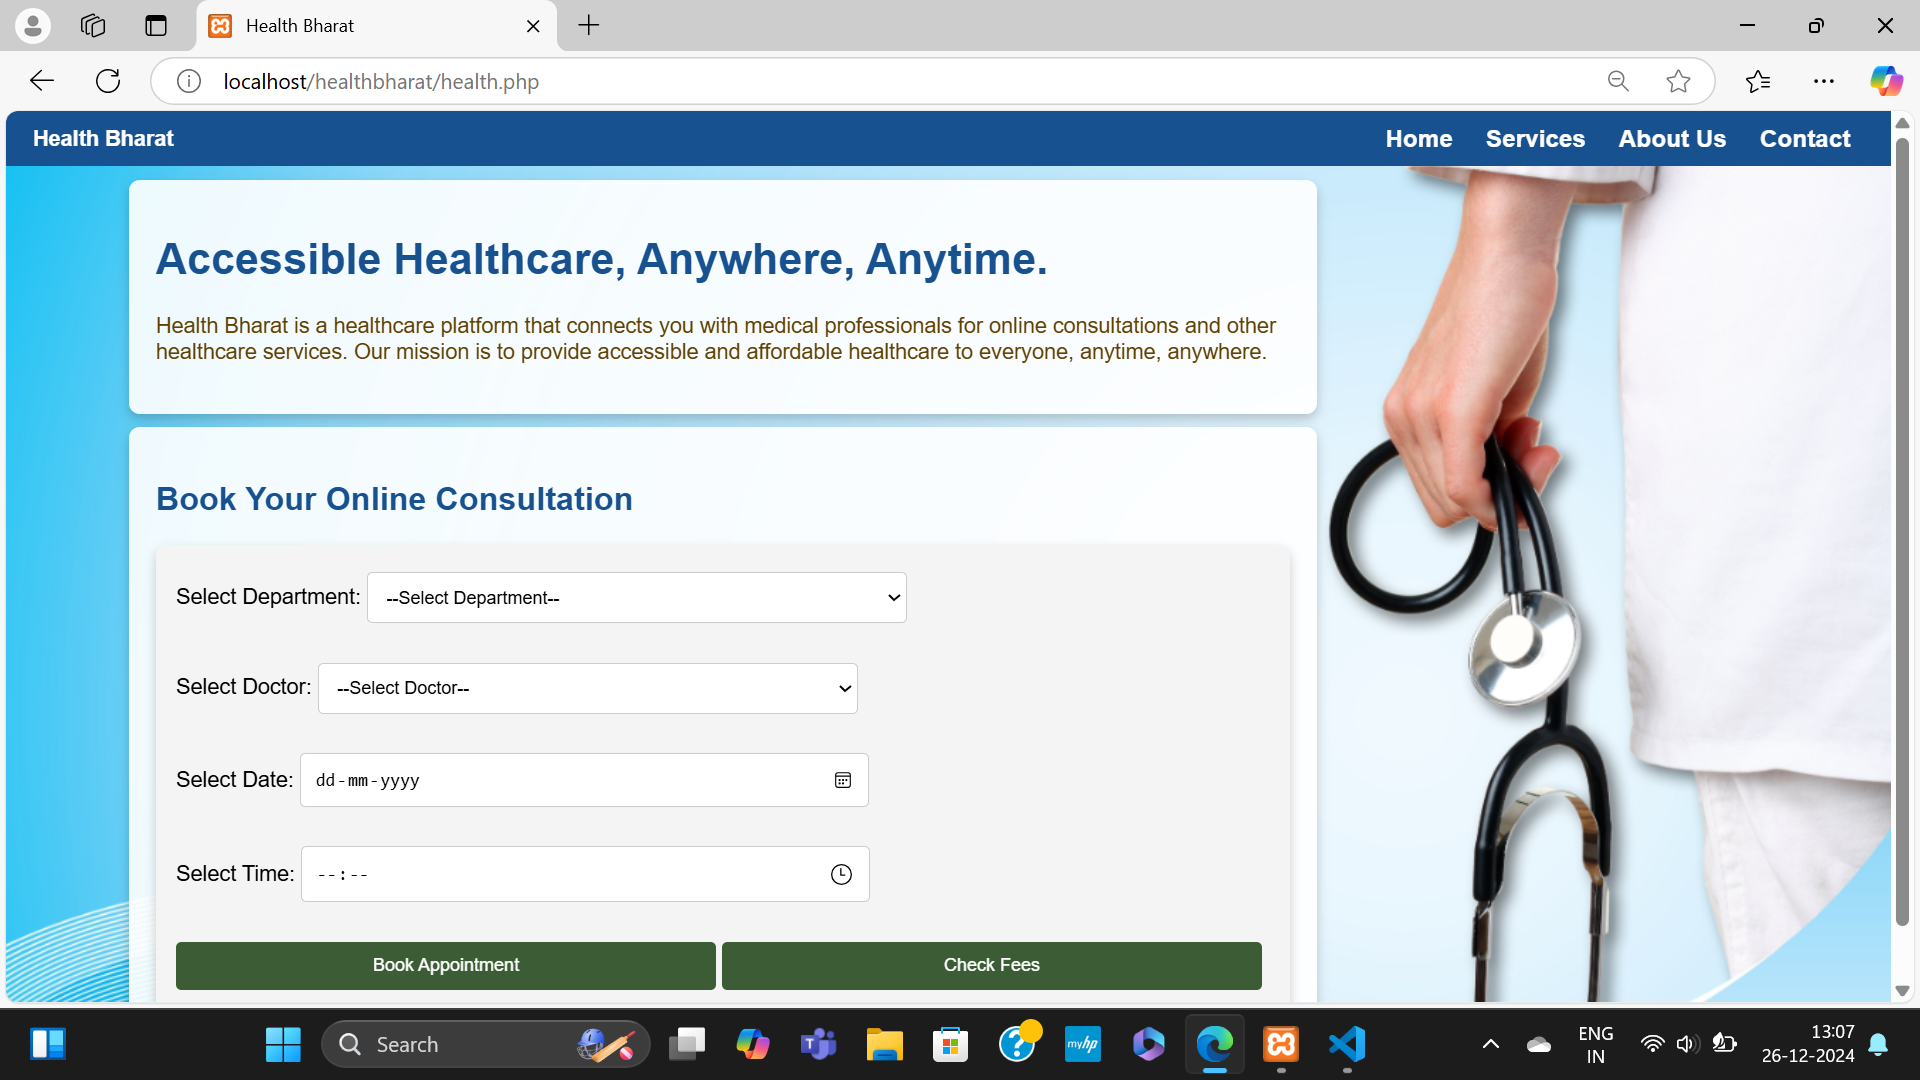 Health Bharat
localhost/healthbharat/health.php
Health Bharat
Home Services About Us Contact
Accessible Healthcare, Anywhere, Anytime.
Health Bharat is a healthcare platform that connects you with medical professionals for online consultations and other
healthcare services. Our mission is to provide accessible and affordable healthcare to everyone, anytime, anywhere.
Book Your Online Consultation
Select Department: --Select Department--
Select Doctor: --Select Doctor--
Select Date: dd-mm-yyyy
Select Time: --:--
Book Appointment Check Fees
Search
T
myhp
ENG
IN
13:07
26-12-2024